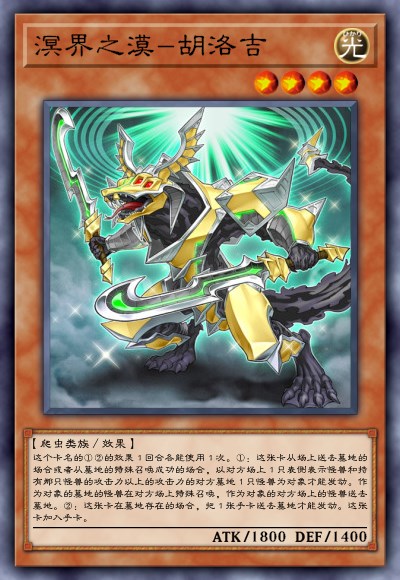 溟界之漠-胡洛吉
ひかり
光
【爬虫类族/效果】
这个卡名的①②的效果1回合各能使用1次。①：这张卡从场上送去墓地的
场合或者从墓地的特殊召唤成功的场合，以对方场上1只表侧表示怪兽和持
有那只怪兽的攻击力以上的攻击力的对方墓地1只怪兽为对象才能发动。作
为对象的墓地的怪兽在对方场上特殊召唤，作为对象的对方场上的怪兽送去
墓地。②：这张卡在墓地存在的场合，把1张手卡送去墓地才能发动。这张
卡加入手卡。
ATK/1800 DEF/1400